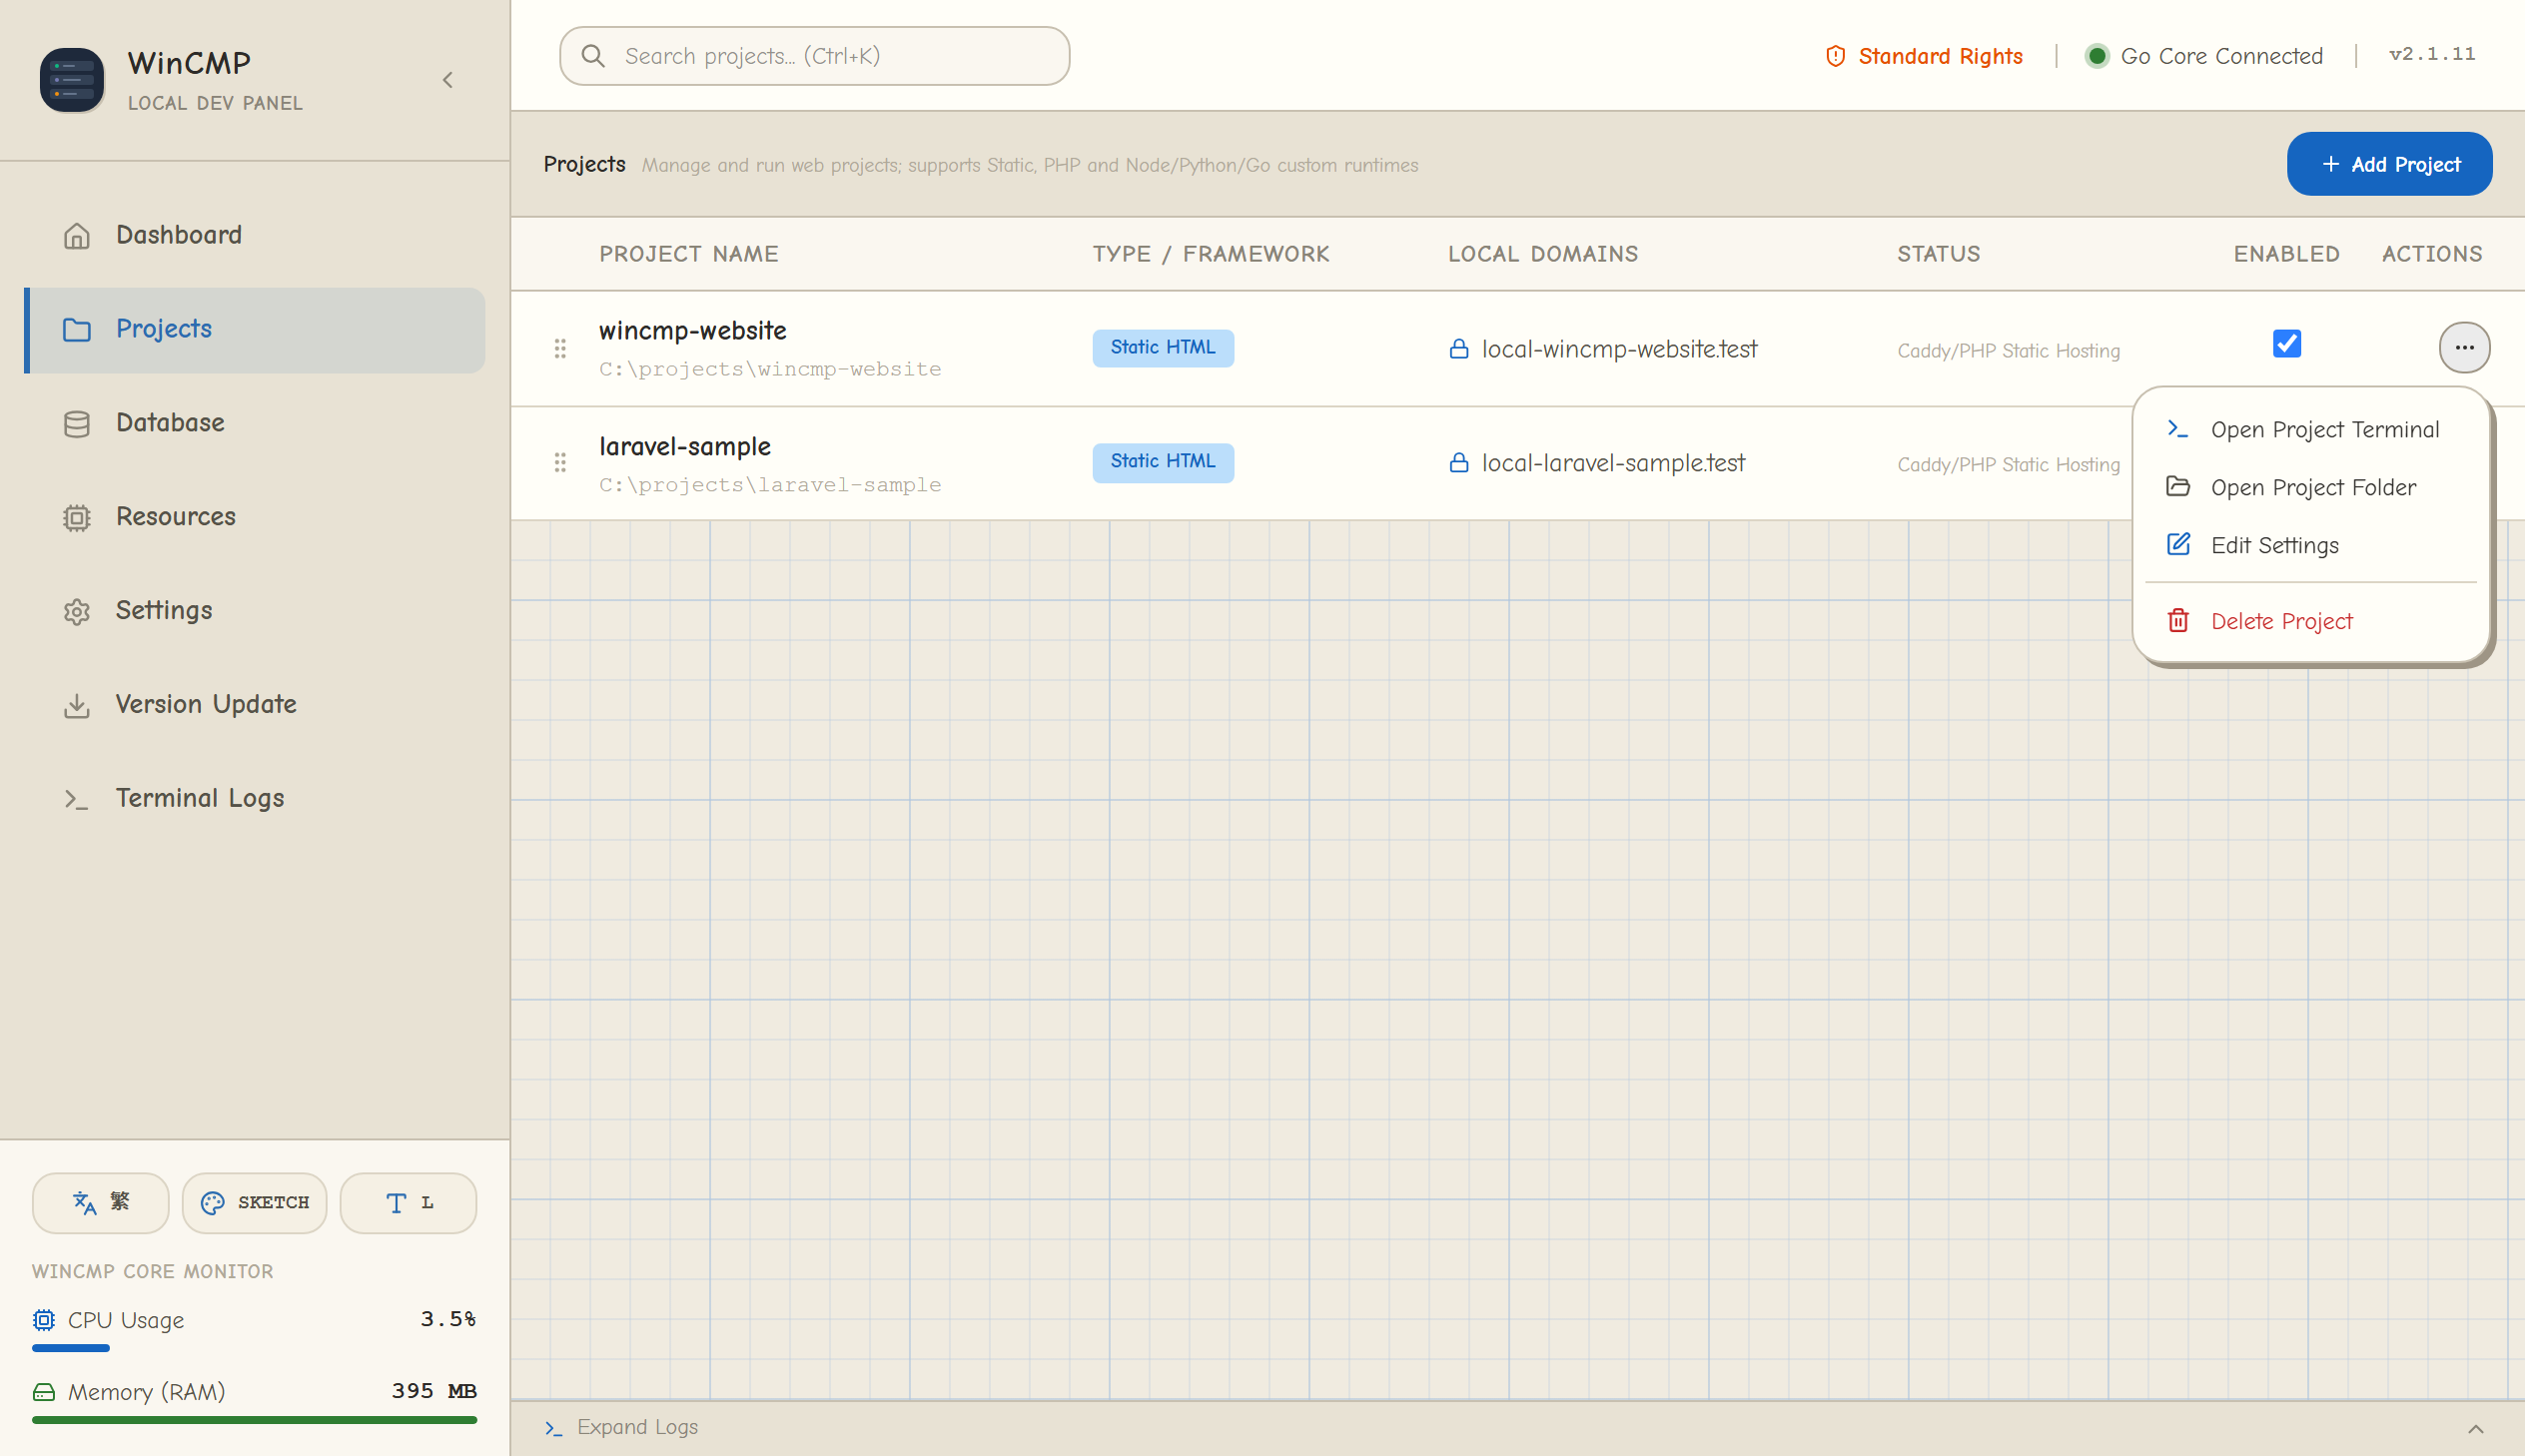 WinCMP
LOCAL DEV PANEL
Dashboard
Projects
Database
Resources
Settings
Version Update
Terminal Logs
繁
SKETCH
L
WINCMP CORE MONITOR
CPU Usage 3.5%
Memory (RAM) 395 MB
Search projects... (Ctrl+K)
Standard Rights
Go Core Connected
v2.1.11
Projects Manage and run web projects; supports Static, PHP and Node/Python/Go custom runtimes
+ Add Project
PROJECT NAME TYPE / FRAMEWORK LOCAL DOMAINS STATUS ENABLED ACTIONS
wincmp-website
C:\projects\wincmp-website
Static HTML
local-wincmp-website.test
Caddy/PHP Static Hosting
laravel-sample
C:\projects\laravel-sample
Static HTML
local-laravel-sample.test
Caddy/PHP Static Hosting
Open Project Terminal
Open Project Folder
Edit Settings
Delete Project
Expand Logs